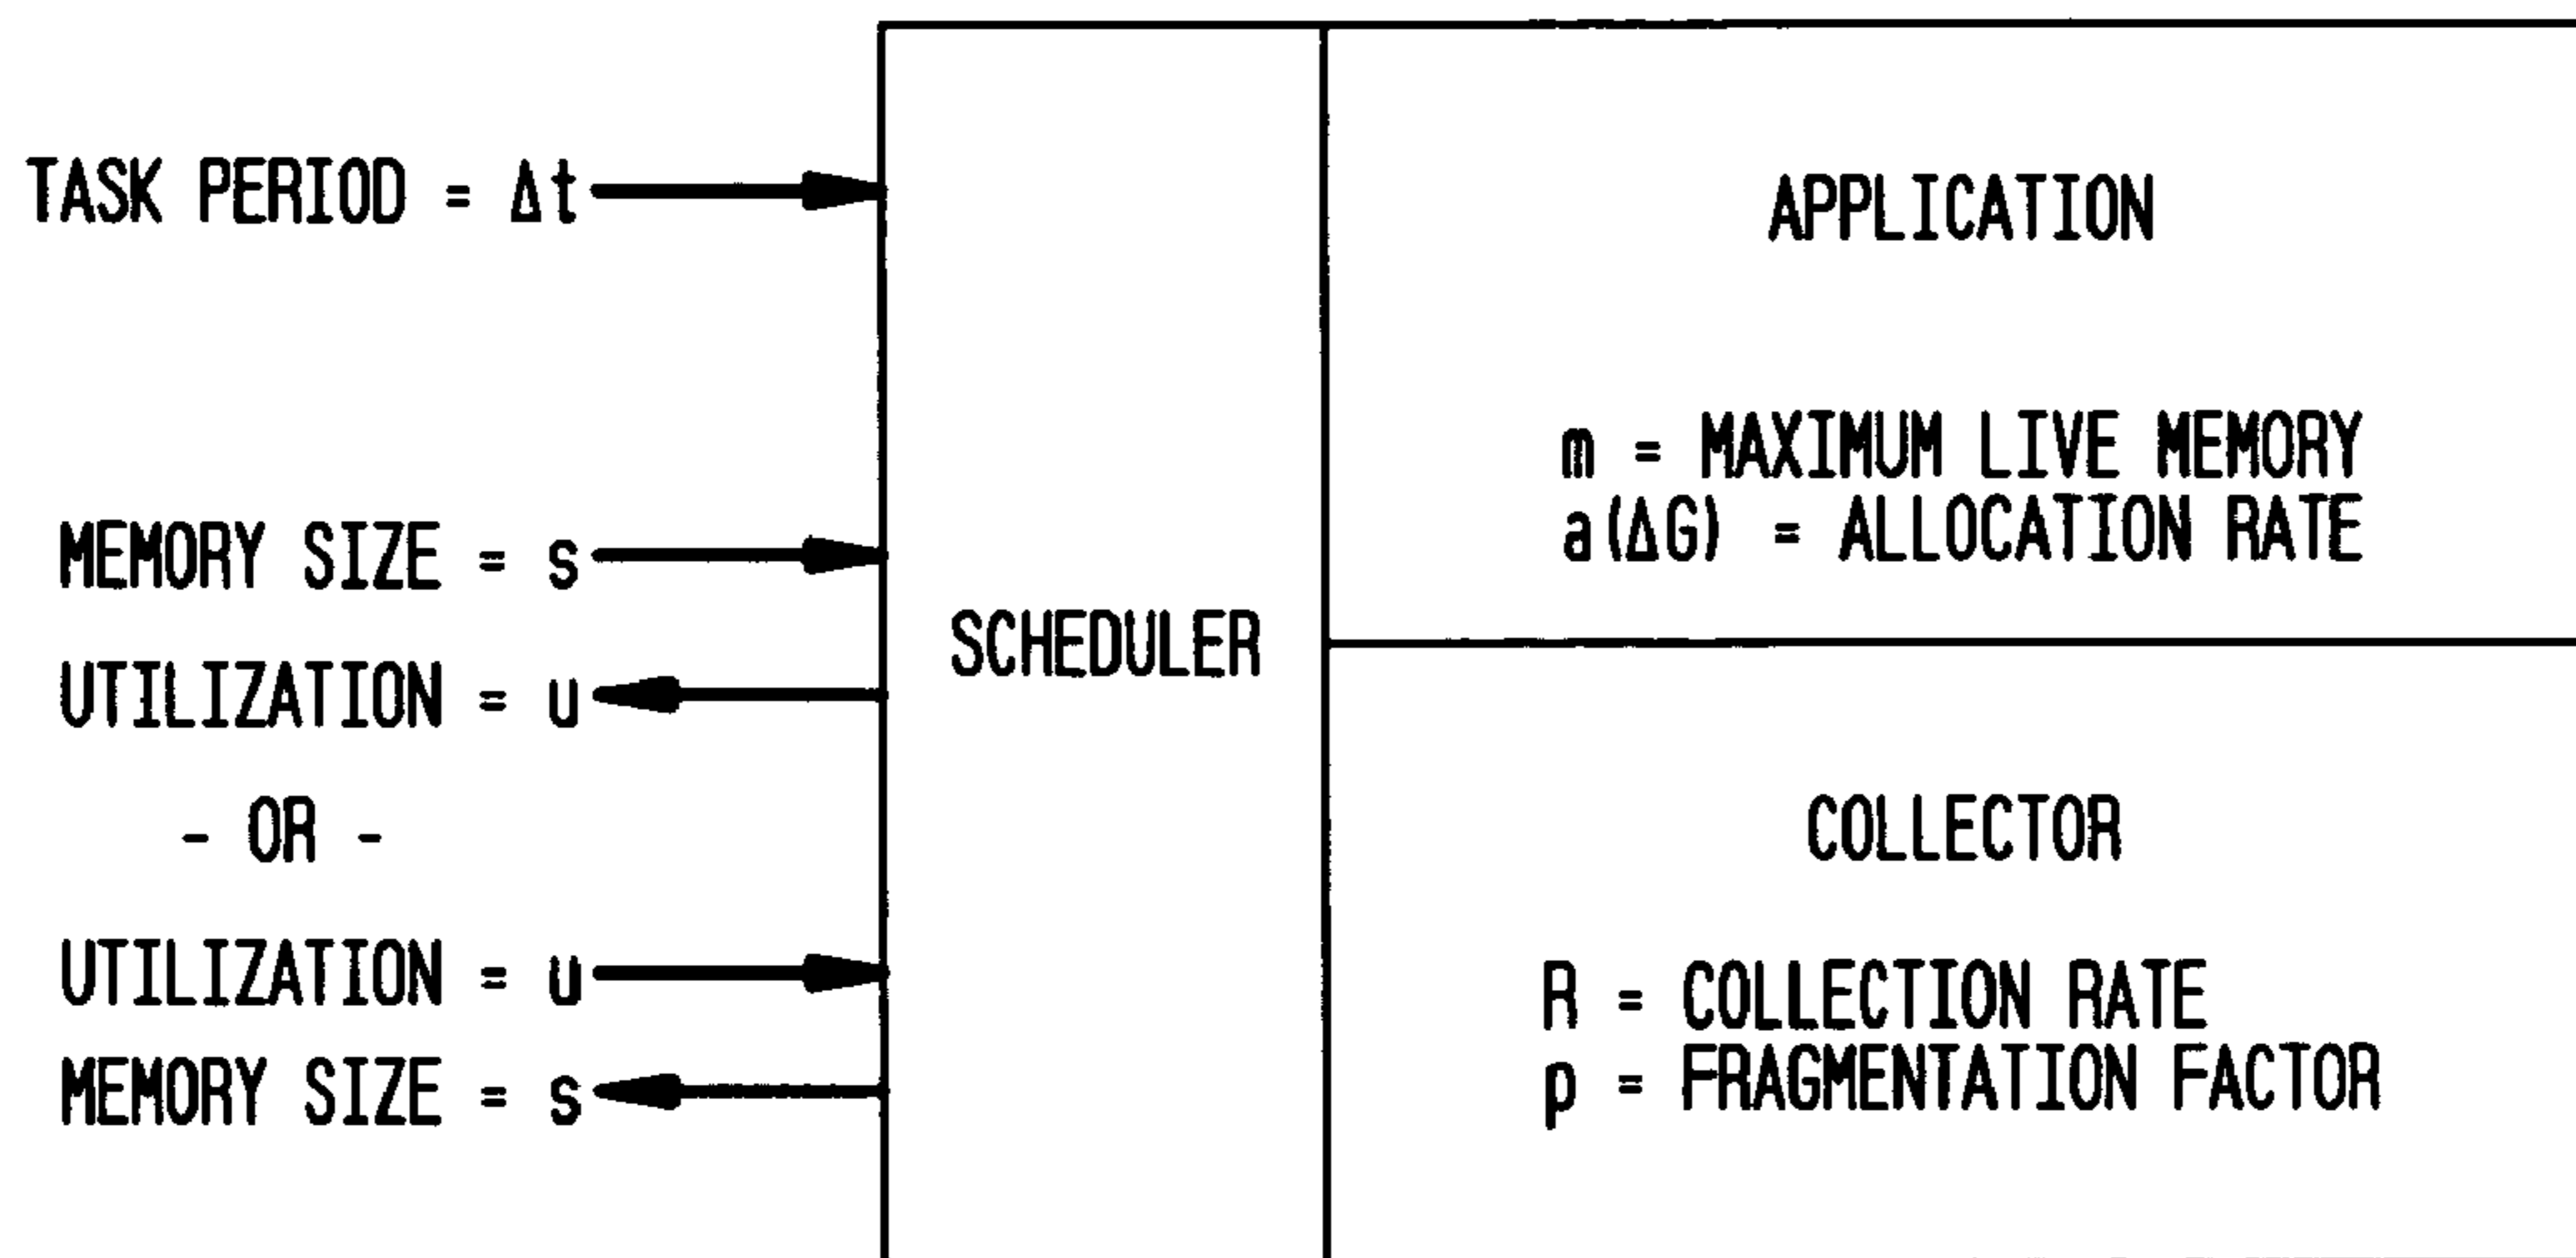 TASK PERIOD = Δt
MEMORY SIZE = s
UTILIZATION = u
- OR -
UTILIZATION = u
MEMORY SIZE = s
SCHEDULER
APPLICATION
m = MAXIMUM LIVE MEMORY
a(ΔG) = ALLOCATION RATE
COLLECTOR
R = COLLECTION RATE
p = FRAGMENTATION FACTOR